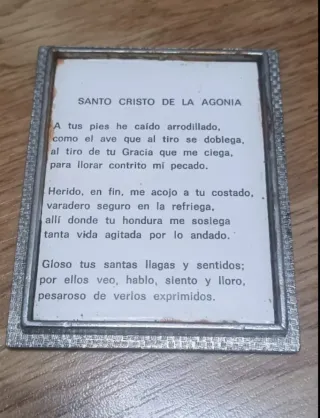 SANTO CRISTO DE LA AGONIA
A tus pies he caído arrodillado,
como el ave que al tiro se doblega,
al tiro de tu Gracia que me ciega,
para llorar contrito mi pecado.
Herido, en fin, me acojo a tu costado,
varadero seguro en la refriega,
allí donde tu hondura me sosiega
tanta vida agitada por lo andado.
Gloso tus santas llagas y sentidos;
por ellos veo, hablo, siento y lloro,
pesaroso de verlos exprimidos.